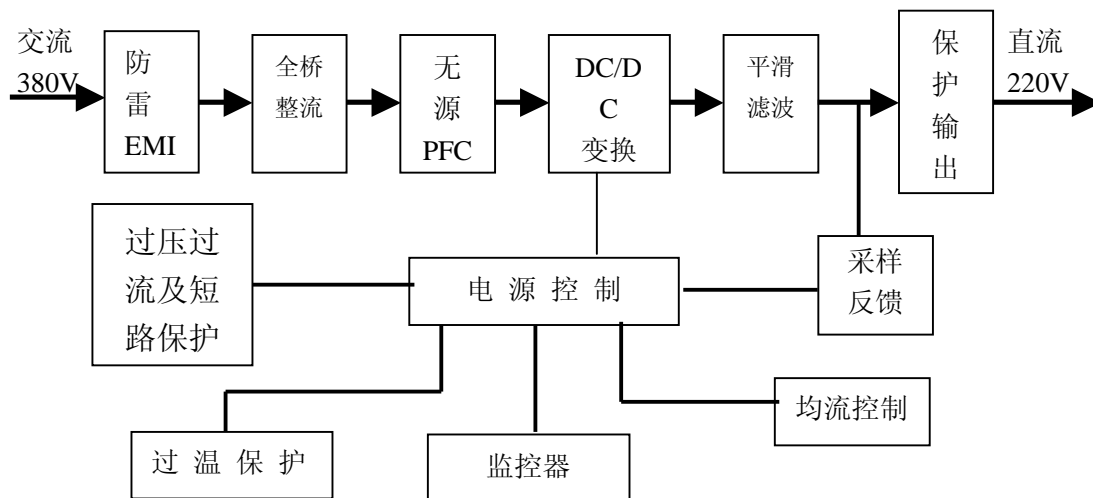 交流
380V
防
雷
EMI
全桥
整流
无
源
PFC
DC/D
C
变换
平滑
滤波
保
护
输
出
直流
220V
过压过
流及短
路保护
电 源 控 制
采样
反馈
过 温 保 护
监控器
均流控制